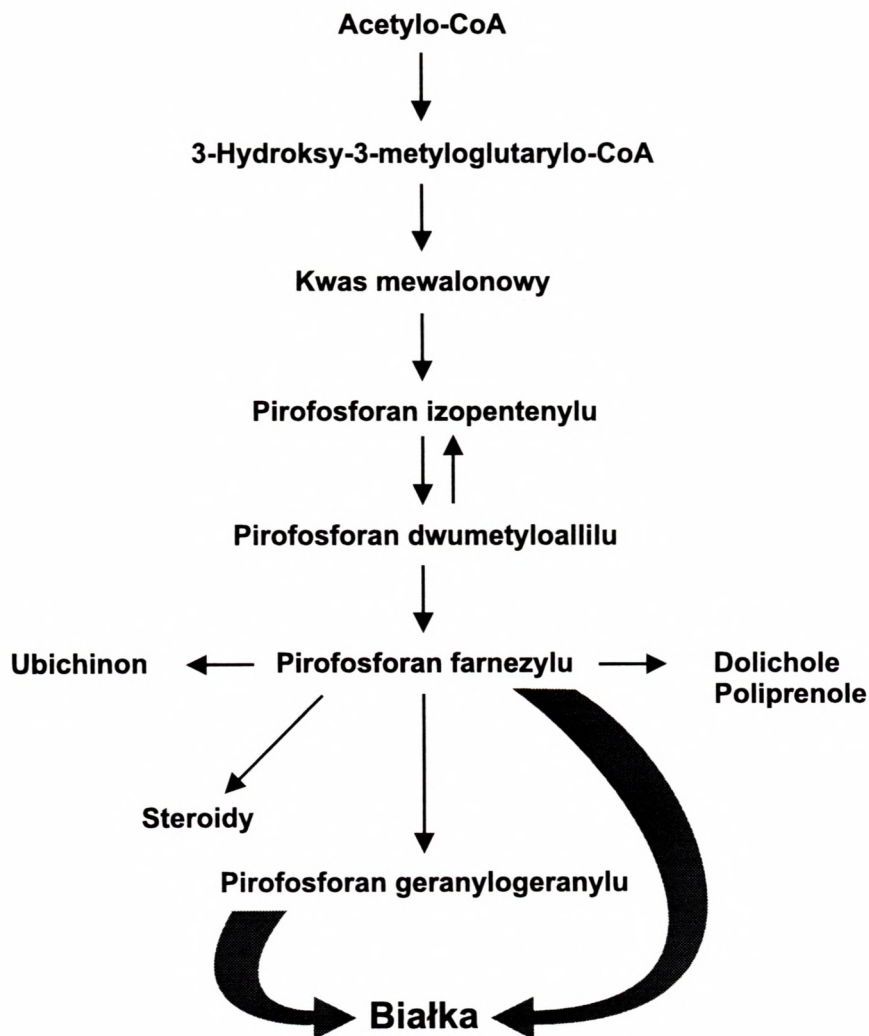 Acetylo-CoA
3-Hydroksy-3-metyloglutarylo-CoA
Kwas mewalonowy
Pirofosforan izopentenylu
Pirofosforan dwumetyloallilu
Ubichinon
Pirofosforan farnezylu
Dolichole
Poliprenole
Steroidy
Pirofosforan geranylogeranylu
Białka